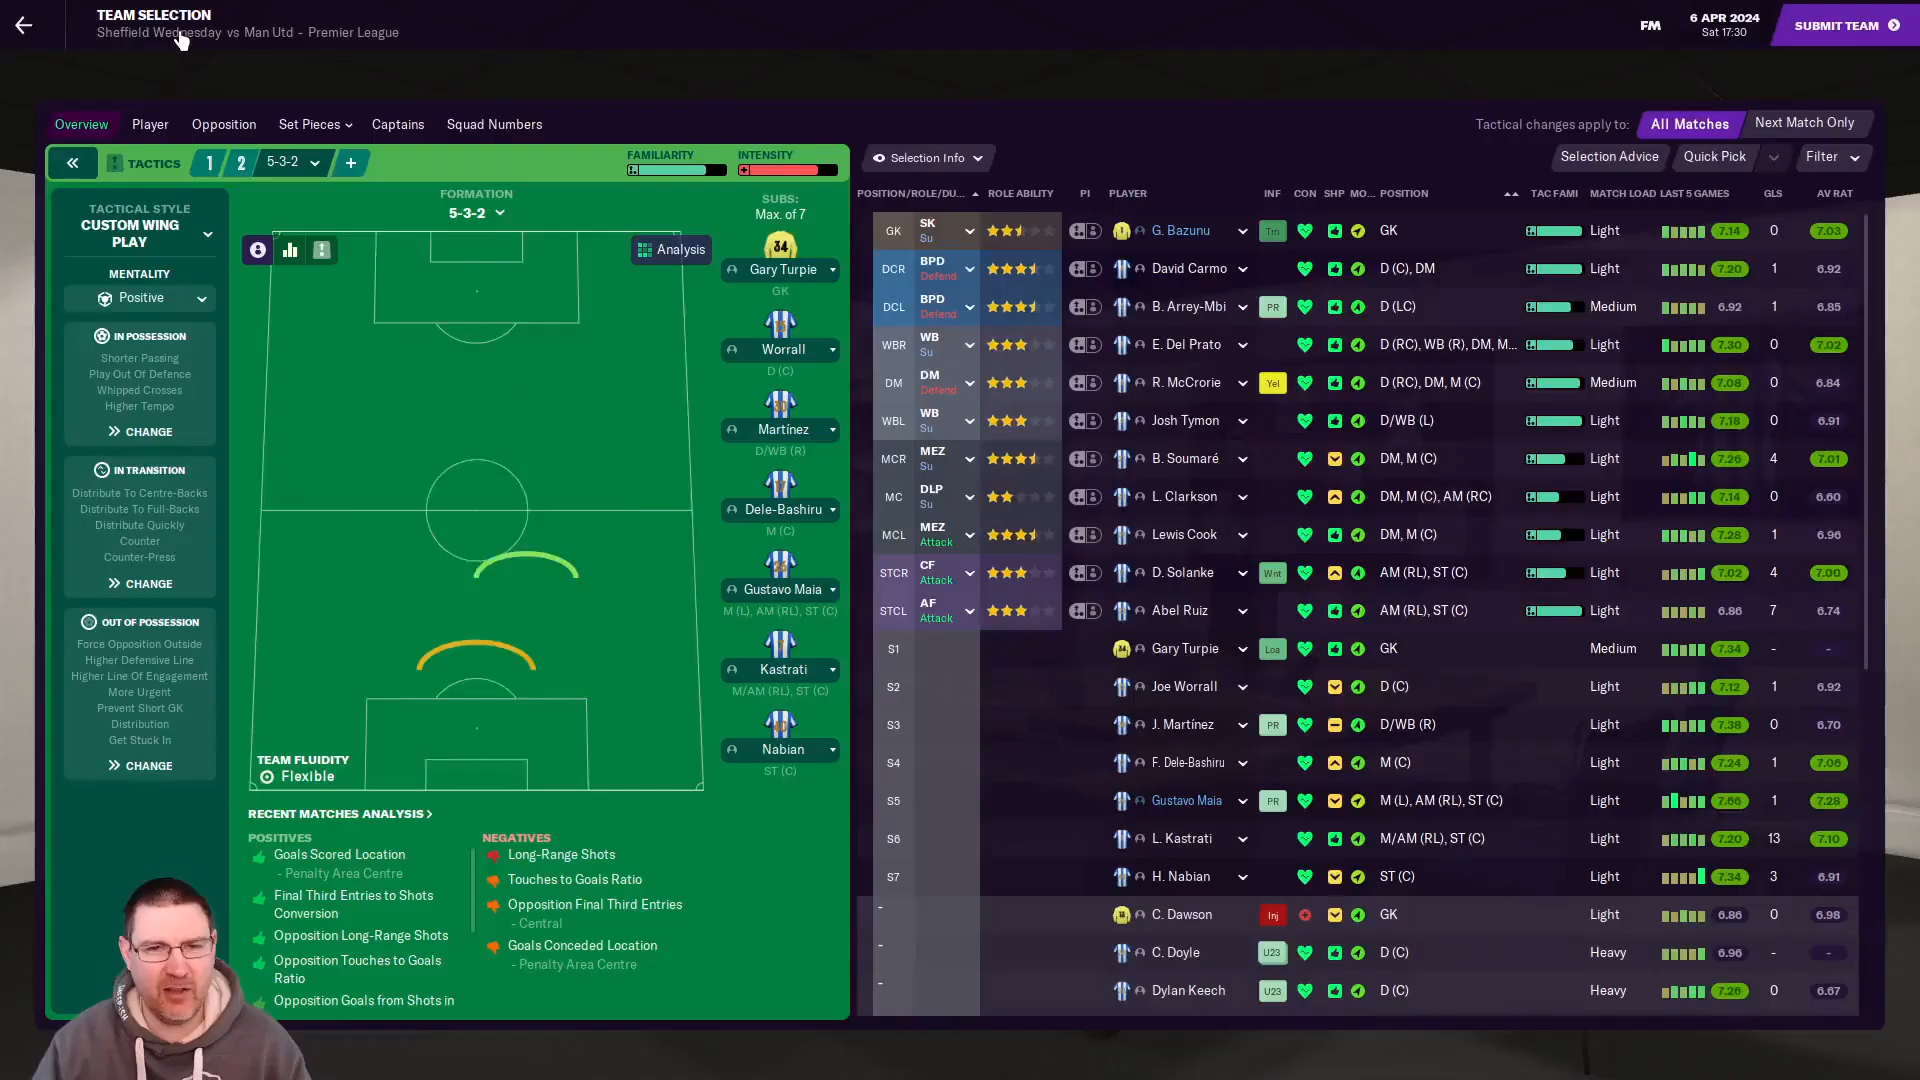 TEAM SELECTION
Sheffield Wednesday vs Man Utd - Premier League
FM
6 APR 2024
Sat 17:30
SUBMIT TEAM
Overview Player Opposition Set Pieces Captains Squad Numbers
Tactical changes apply to: All Matches Next Match Only
TACTICS 1 2 5-3-2 +
FAMILIARITY
INTENSITY
Selection Info
Selection Advice Quick Pick Filter
TACTICAL STYLE
CUSTOM WING
PLAY
MENTALITY
Positive
IN POSSESSION
Shorter Passing
Play Out Of Defence
Whipped Crosses
Higher Tempo
CHANGE
IN TRANSITION
Distribute To Centre-Backs
Distribute To Full-Backs
Distribute Quickly
Counter
Counter-Press
CHANGE
OUT OF POSSESSION
Force Opposition Outside
Higher Defensive Line
Higher Line Of Engagement
More Urgent
Prevent Short GK
Distribution
Get Stuck In
CHANGE
FORMATION
5-3-2
Analysis
TEAM FLUIDITY
Flexible
SUBS:
Max. of 7
34
Gary Turpie
GK
Worrall
D (C)
Martínez
D/WB (R)
Dele-Bashiru
M (C)
Gustavo Maia
M (L), AM (RL), ST (C)
Kastrati
M/AM (RL), ST (C)
Nabian
ST (C)
RECENT MATCHES ANALYSIS
POSITIVES
Goals Scored Location
- Penalty Area Centre
Final Third Entries to Shots
Conversion
Opposition Long-Range Shots
Opposition Touches to Goals
Ratio
Opposition Goals from Shots in
NEGATIVES
Long-Range Shots
Touches to Goals Ratio
Opposition Final Third Entries
- Central
Goals Conceded Location
- Penalty Area Centre
POSITION/ROLE/DU... ROLE ABILITY PI PLAYER INF CON SHP MO... POSITION TAC FAMI MATCH LOAD LAST 5 GAMES GLS AV RAT
GK SK Su G. Bazunu Trn GK Light 7.14 0 7.03
DCR BPD Defend David Carmo D (C), DM Light 7.20 1 6.92
DCL BPD Defend B. Arrey-Mbi PR D (LC) Medium 6.92 1 6.85
WBR WB Su E. Del Prato D (RC), WB (R), DM, M... Light 7.30 0 7.02
DM DM Defend R. McCrorie Yel D (RC), DM, M (C) Medium 7.08 0 6.84
WBL WB Su Josh Tymon D/WB (L) Light 7.18 0 6.91
MCR MEZ Su B. Soumaré DM, M (C) Light 7.26 4 7.01
MC DLP Su L. Clarkson DM, M (C), AM (RC) Light 7.14 0 6.60
MCL MEZ Attack Lewis Cook DM, M (C) Light 7.28 1 6.96
STCR CF Attack D. Solanke Wnt AM (RL), ST (C) Light 7.02 4 7.00
STCL AF Attack Abel Ruiz AM (RL), ST (C) Light 6.86 7 6.74
S1 Gary Turpie Loa GK Medium 7.34 - -
S2 Joe Worrall D (C) Light 7.12 1 6.92
S3 J. Martínez PR D/WB (R) Light 7.38 0 6.70
S4 F. Dele-Bashiru M (C) Light 7.24 1 7.06
S5 Gustavo Maia PR M (L), AM (RL), ST (C) Light 7.66 1 7.28
S6 L. Kastrati M/AM (RL), ST (C) Light 7.20 13 7.10
S7 H. Nabian ST (C) Light 7.34 3 6.91
- C. Dawson Inj GK Light 6.86 0 6.98
- C. Doyle U23 D (C) Heavy 6.96 - -
- Dylan Keech U23 D (C) Heavy 7.26 0 6.67